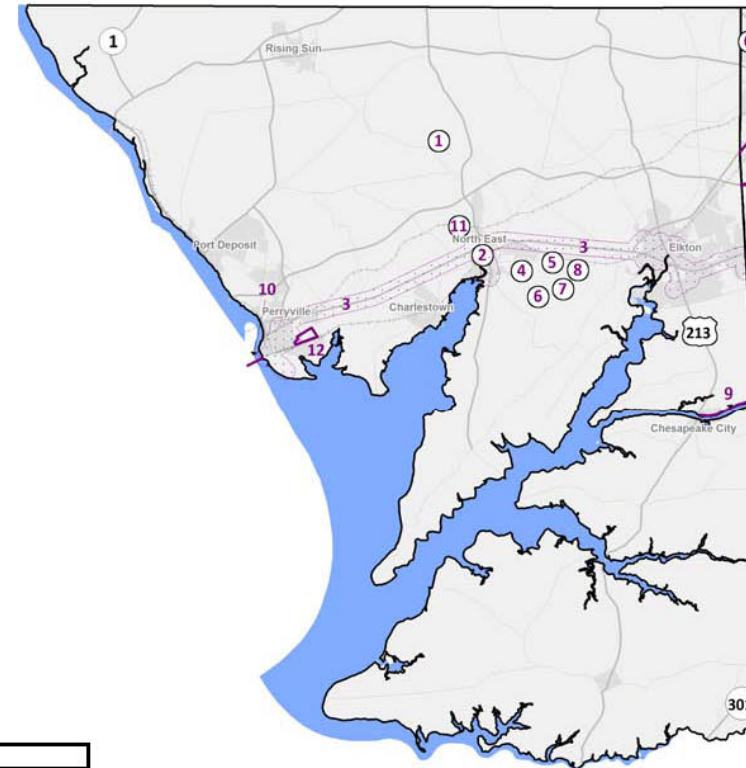 1
Rising Sun
1
11
North East
3
Elkton
Port Deposit
2
5
4
8
10
7
6
3
Perryville
Charlestown
213
12
9
Chesapeake City